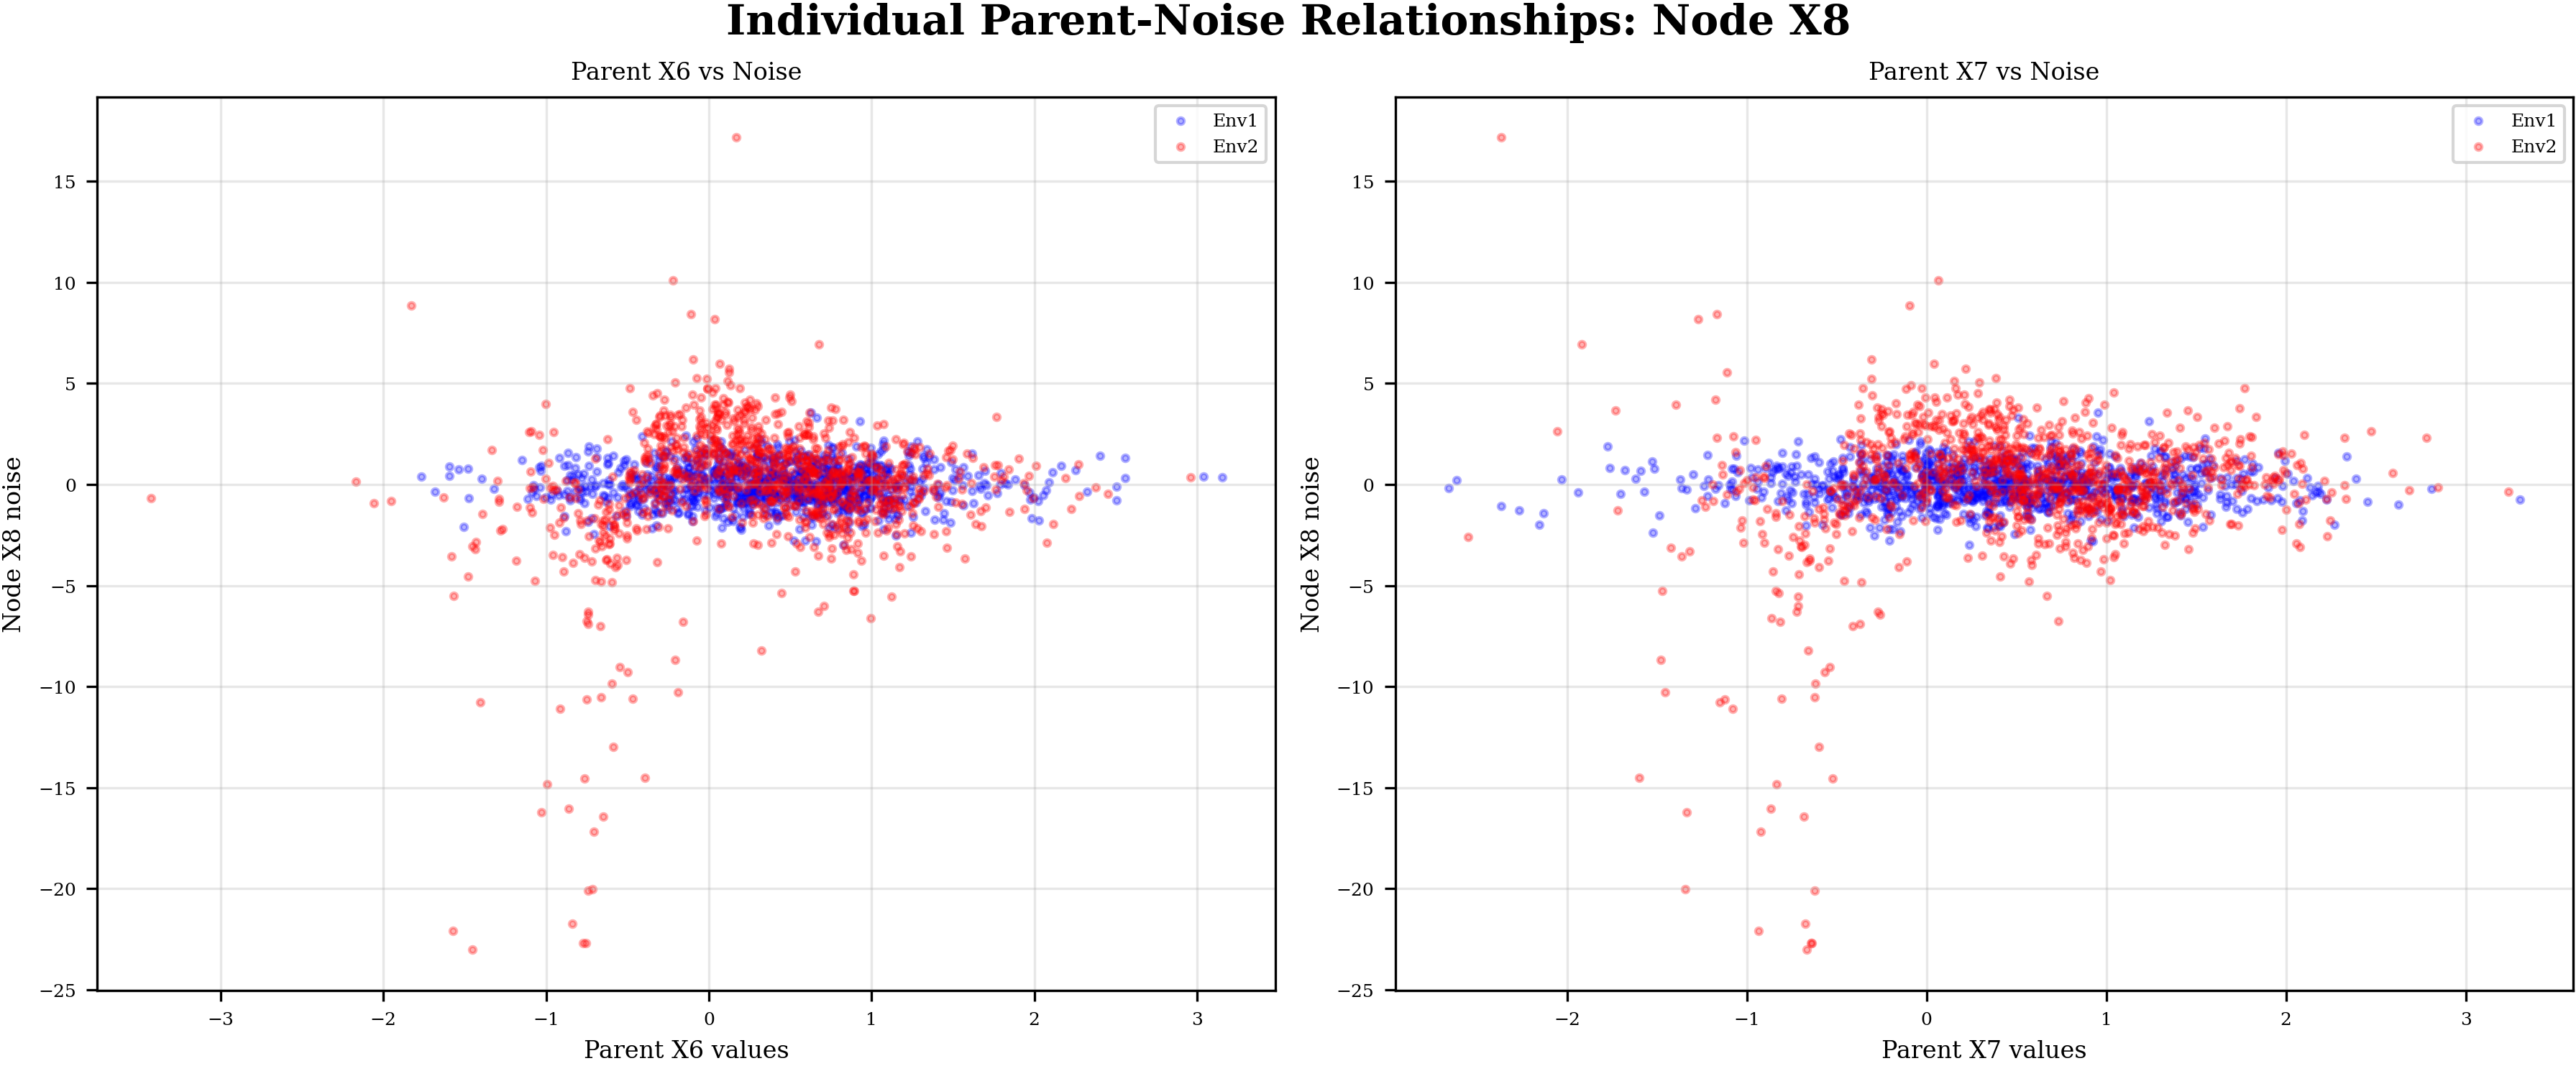 Individual Parent-Noise Relationships: Node X8
Parent X6 vs Noise
Env1
Env2
15
10
5
0
−5
−10
−15
−20
−25
Node X8 noise
−3
−2
−1
0
1
2
3
Parent X6 values
Parent X7 vs Noise
Env1
Env2
15
10
5
0
−5
−10
−15
−20
−25
Node X8 noise
−2
−1
0
1
2
3
Parent X7 values